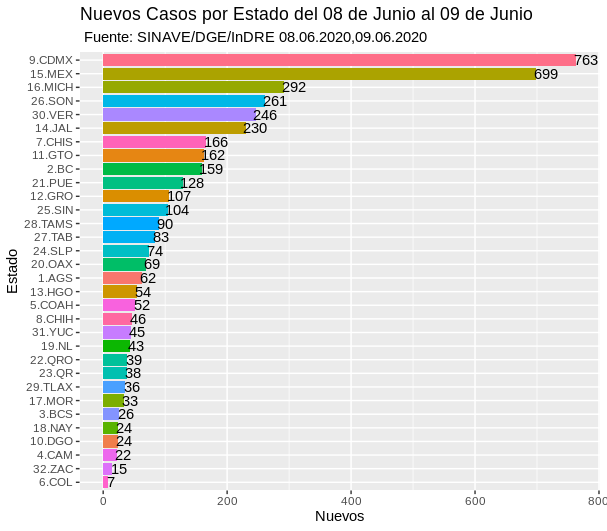 Nuevos Casos por Estado del 08 de Junio al 09 de Junio
Fuente: SINAVE/DGE/InDRE 08.06.2020,09.06.2020
Estado
9.CDMX 763
15.MEX 699
16.MICH 292
26.SON 261
30.VER 246
14.JAL 230
7.CHIS 166
11.GTO 162
2.BC 159
21.PUE 128
12.GRO 107
25.SIN 104
28.TAMS 90
27.TAB 83
24.SLP 74
20.OAX 69
1.AGS 62
13.HGO 54
5.COAH 52
8.CHIH 46
31.YUC 45
19.NL 43
22.QRO 39
23.QR 38
29.TLAX 36
17.MOR 33
3.BCS 26
18.NAY 24
10.DGO 24
4.CAM 22
32.ZAC 15
6.COL 7
0 200 400 600 800
Nuevos